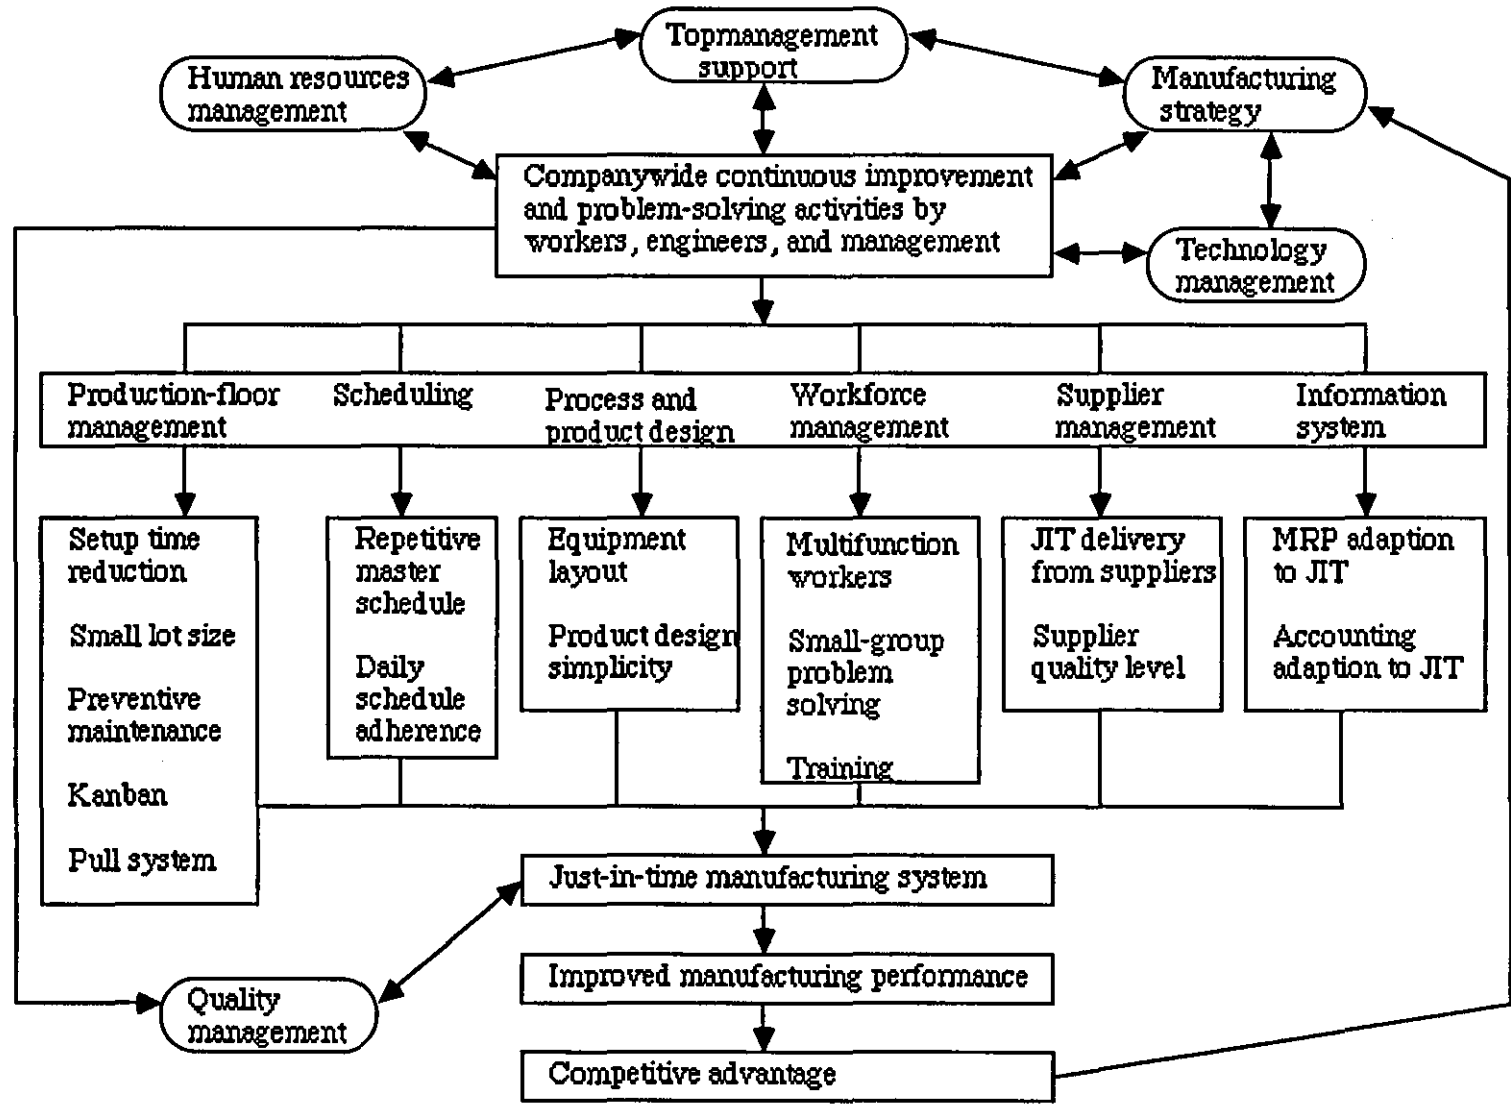 Topmanagement
support
Human resources
management
Manufacturing
strategy
Companywide continuous improvement
and problem-solving activities by
workers, engineers, and management
Technology
management
Production-floor
management
Scheduling
Process and
product design
Workforce
management
Supplier
management
Information
system
Setup time
reduction
Small lot size
Preventive
maintenance
Kanban
Pull system
Repetitive
master
schedule
Daily
schedule
adherence
Equipment
layout
Product design
simplicity
Multifunction
workers
Small-group
problem
solving
Training
JIT delivery
from suppliers
Supplier
quality level
MRP adaption
to JIT
Accounting
adaption to JIT
Just-in-time manufacturing system
Improved manufacturing performance
Quality
management
Competitive advantage